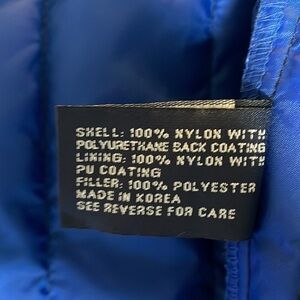 SHELL: 100% NYLON WITH
POLYURETHANE BACK COATING
LINING: 100% NYLON WITH
PU COATING
FILLER: 100% POLYESTER
MADE IN KOREA
SEE REVERSE FOR CARE